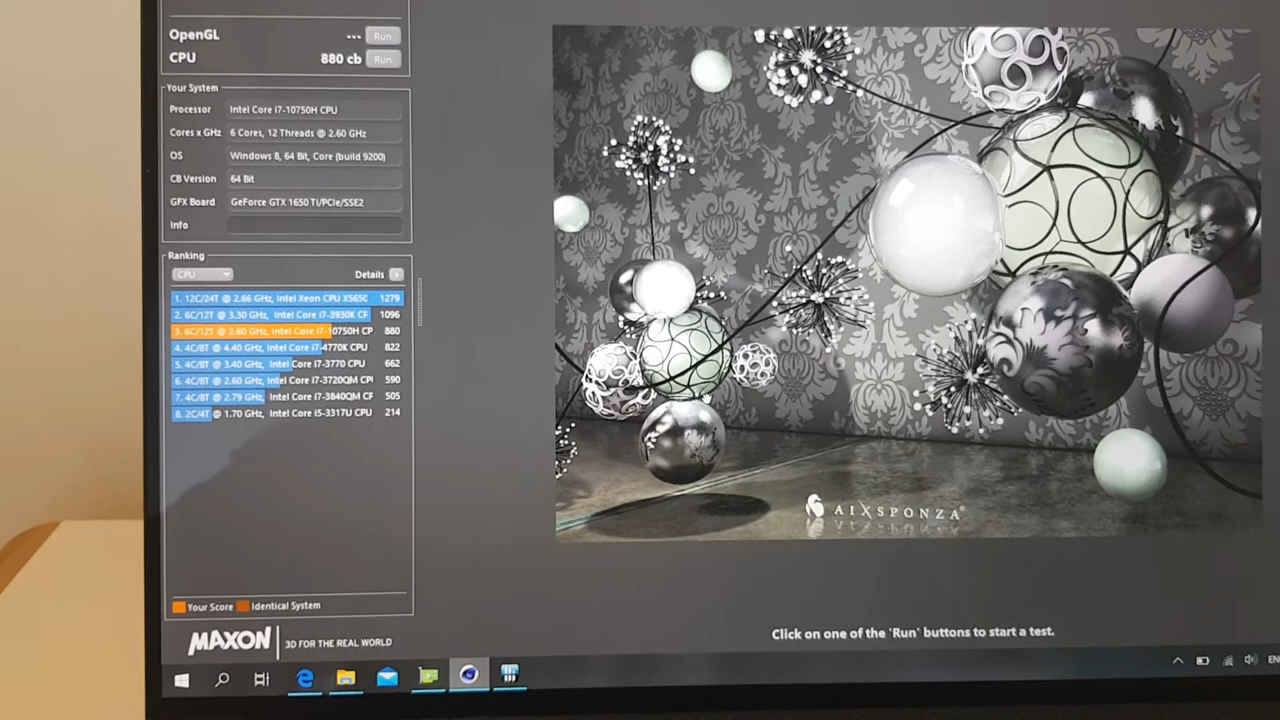 OpenGL --- Run
CPU 880 cb Run
Your System
Processor Intel Core i7-10750H CPU
Cores x GHz 6 Cores, 12 Threads @ 2.60 GHz
OS Windows 8, 64 Bit, Core (build 9200)
CB Version 64 Bit
GFX Board GeForce GTX 1650 Ti/PCIe/SSE2
Info
Ranking
CPU Details
1. 12C/24T @ 2.66 GHz, Intel Xeon CPU X5650 1279
2. 6C/12T @ 3.30 GHz, Intel Core i7-3930K CP 1096
3. 6C/12T @ 2.60 GHz, Intel Core i7-10750H CP 880
4. 4C/8T @ 4.40 GHz, Intel Core i7-4770K CPU 822
5. 4C/8T @ 3.40 GHz, Intel Core i7-3770 CPU 662
6. 4C/8T @ 2.60 GHz, Intel Core i7-3720QM CPU 590
7. 4C/8T @ 2.79 GHz, Intel Core i7-3840QM CP 505
8. 2C/4T @ 1.70 GHz, Intel Core i5-3317U CPU 214
Your Score Identical System
MAXON 3D FOR THE REAL WORLD
AIXSPONZA
Click on one of the 'Run' buttons to start a test.
EN